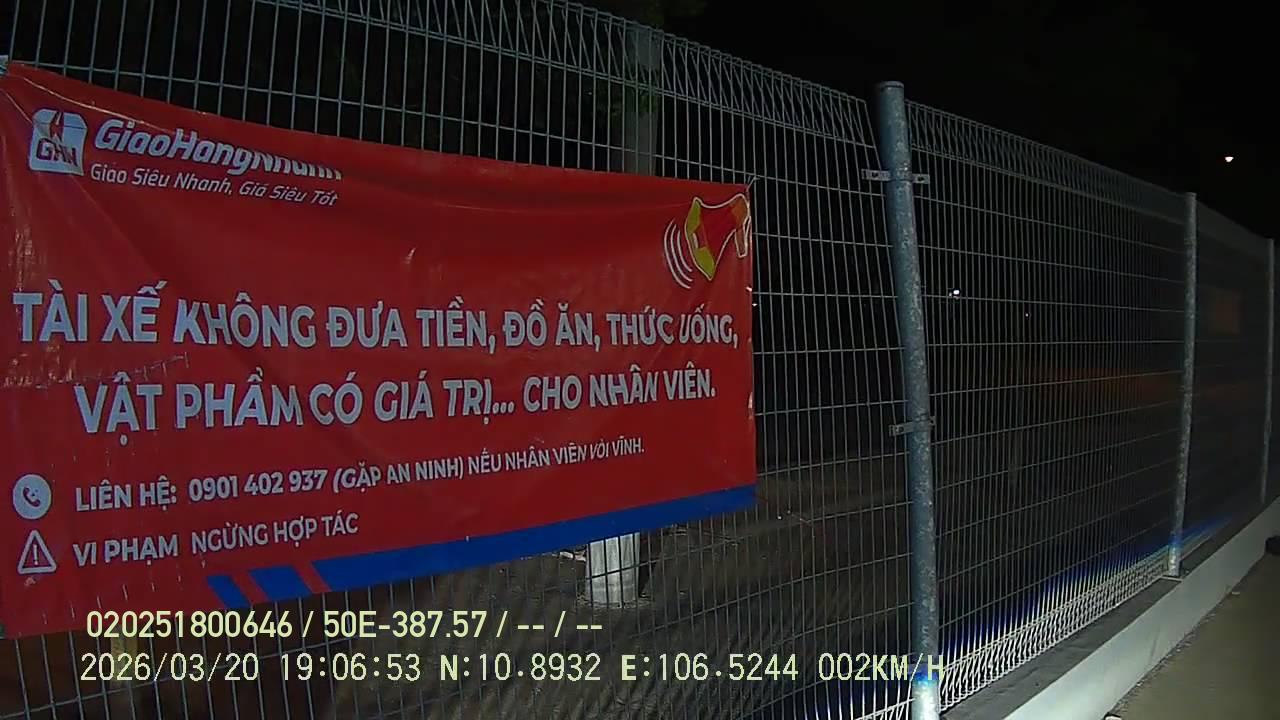 GHN
GiaoHangNhanh
Giao Siêu Nhanh, Giá Siêu Tốt
TÀI XẾ KHÔNG ĐƯA TIỀN, ĐỒ ĂN, THỨC UỐNG,
VẬT PHẨM CÓ GIÁ TRỊ... CHO NHÂN VIÊN.
LIÊN HỆ: 0901 402 937 (GẶP AN NINH) NẾU NHÂN VIÊN VÒI VĨNH.
VI PHẠM NGỪNG HỢP TÁC
020251800646 / 50E-387.57 / -- / --
2026/03/20 19:06:53 N:10.8932 E:106.5244 002KM/H